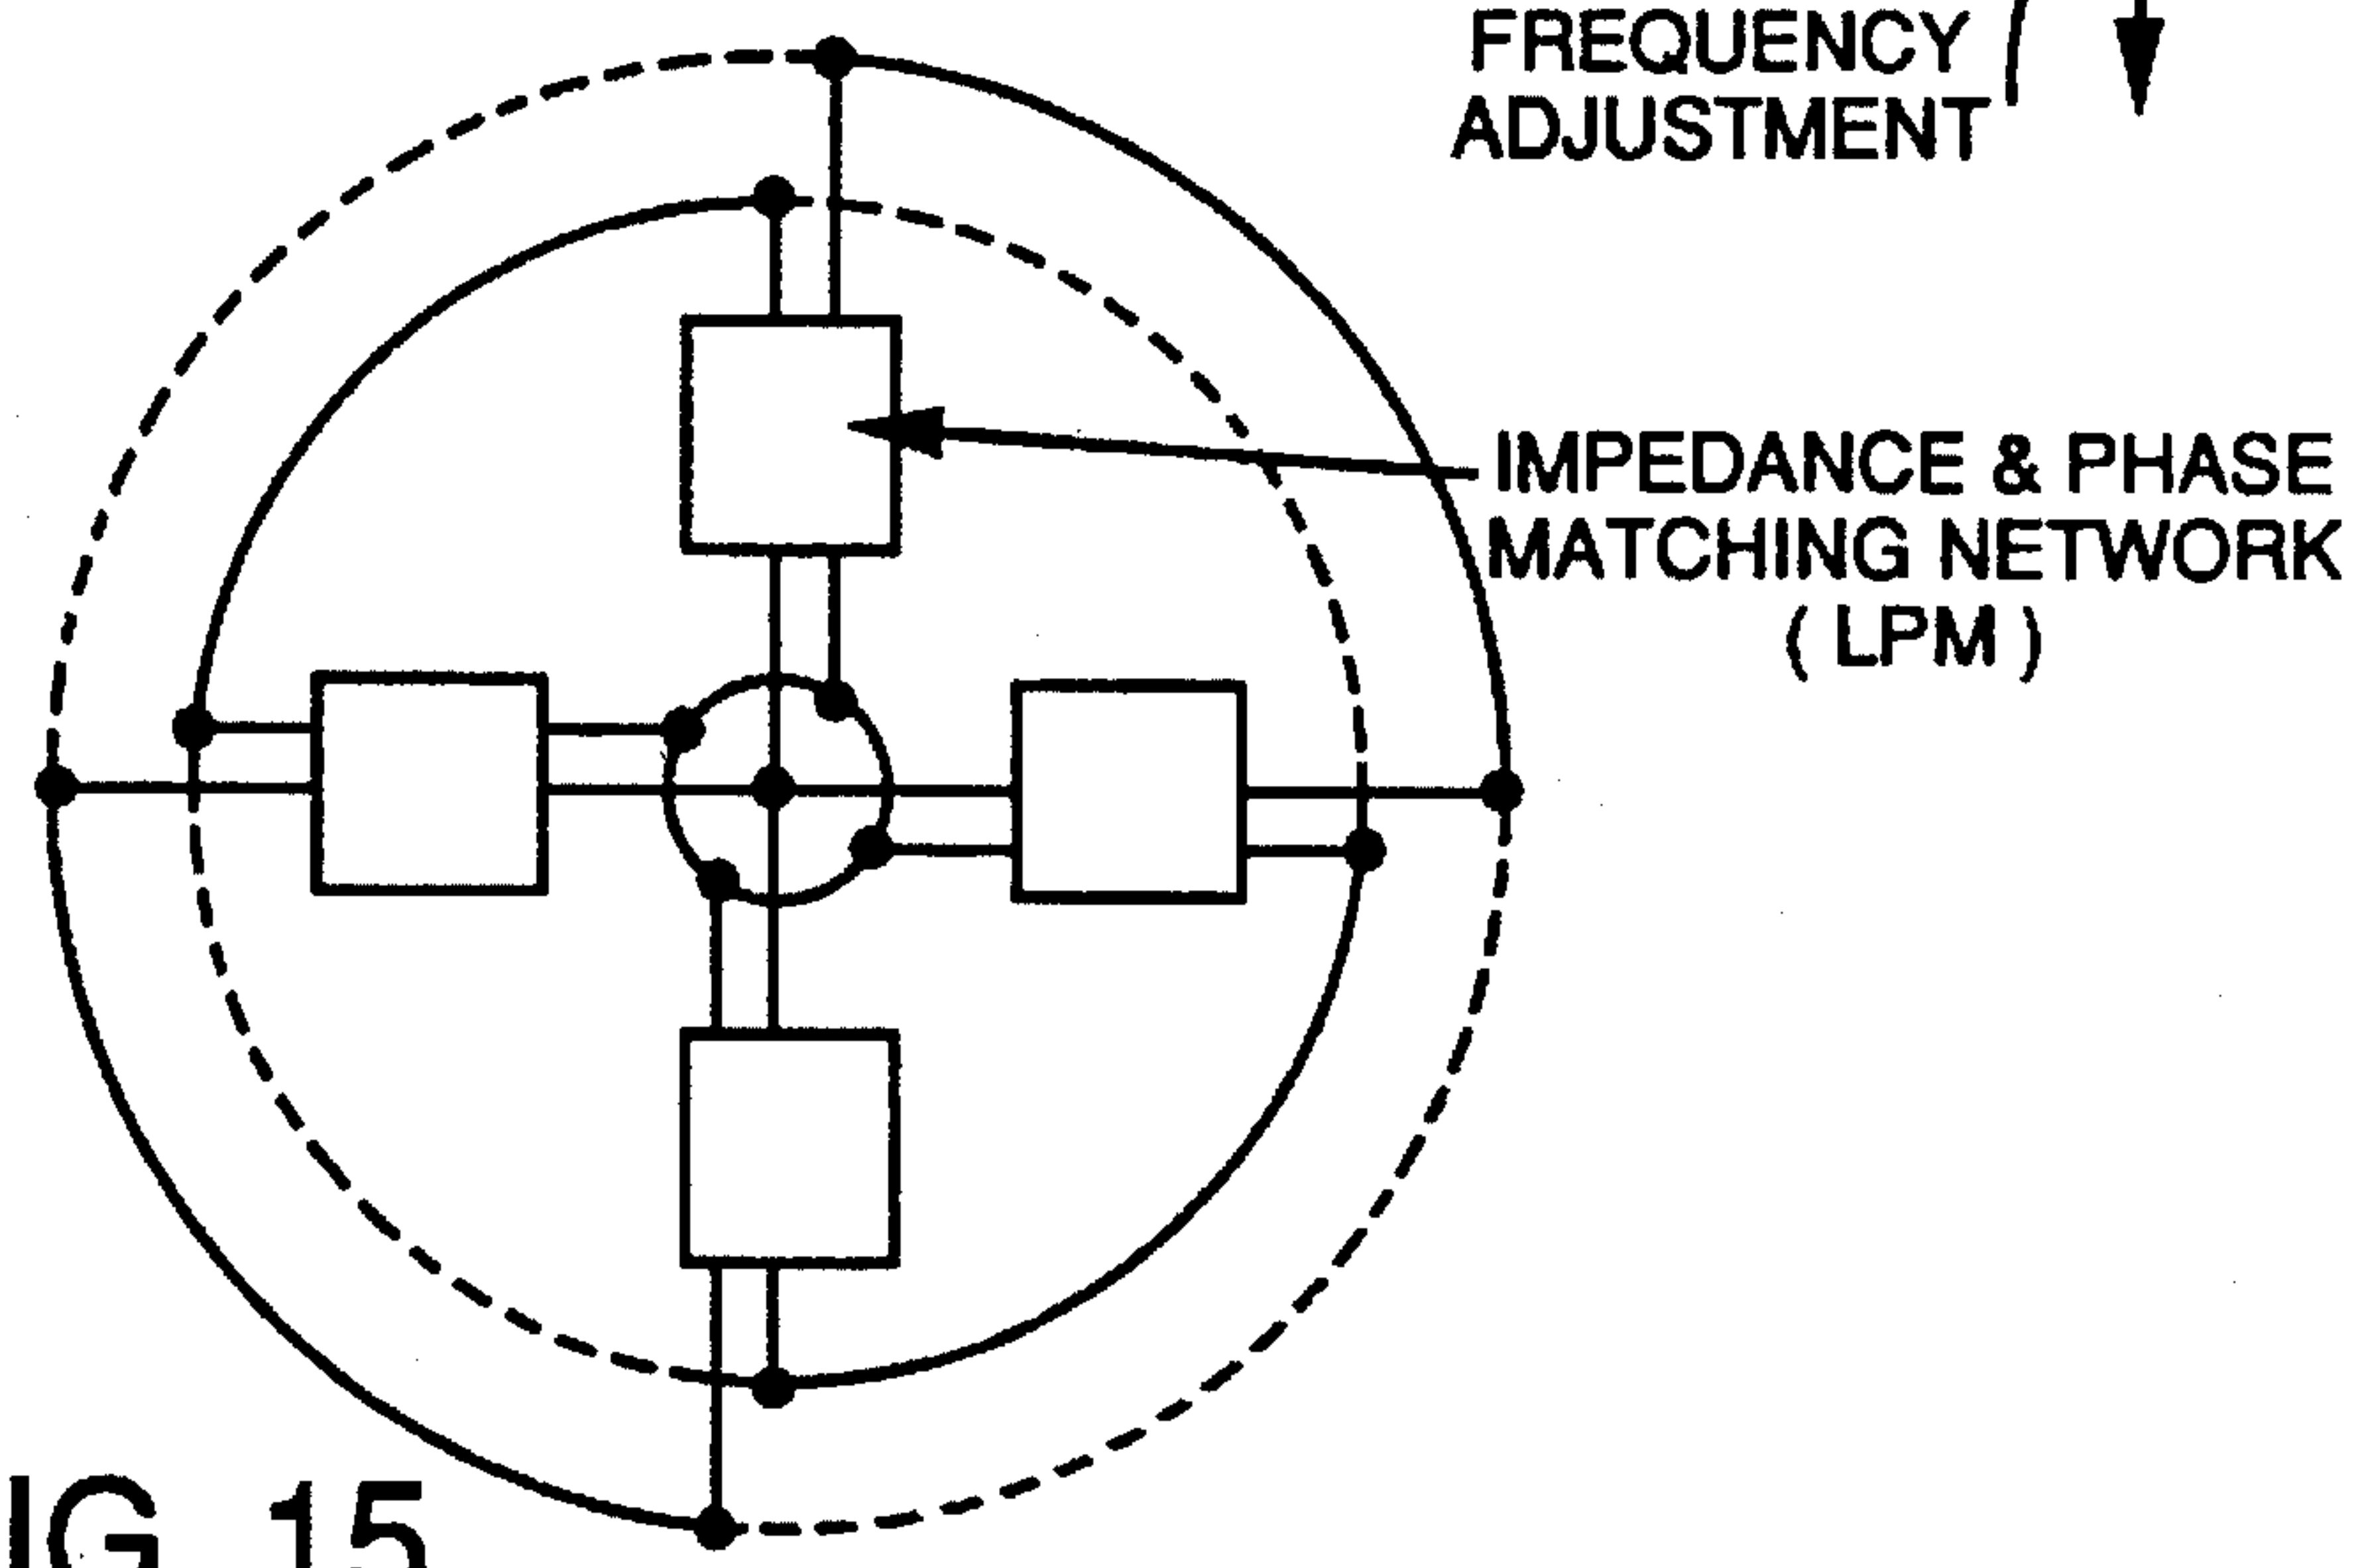 FREQUENCY
ADJUSTMENT
IMPEDANCE & PHASE
MATCHING NETWORK
( LPM )
IG. 15